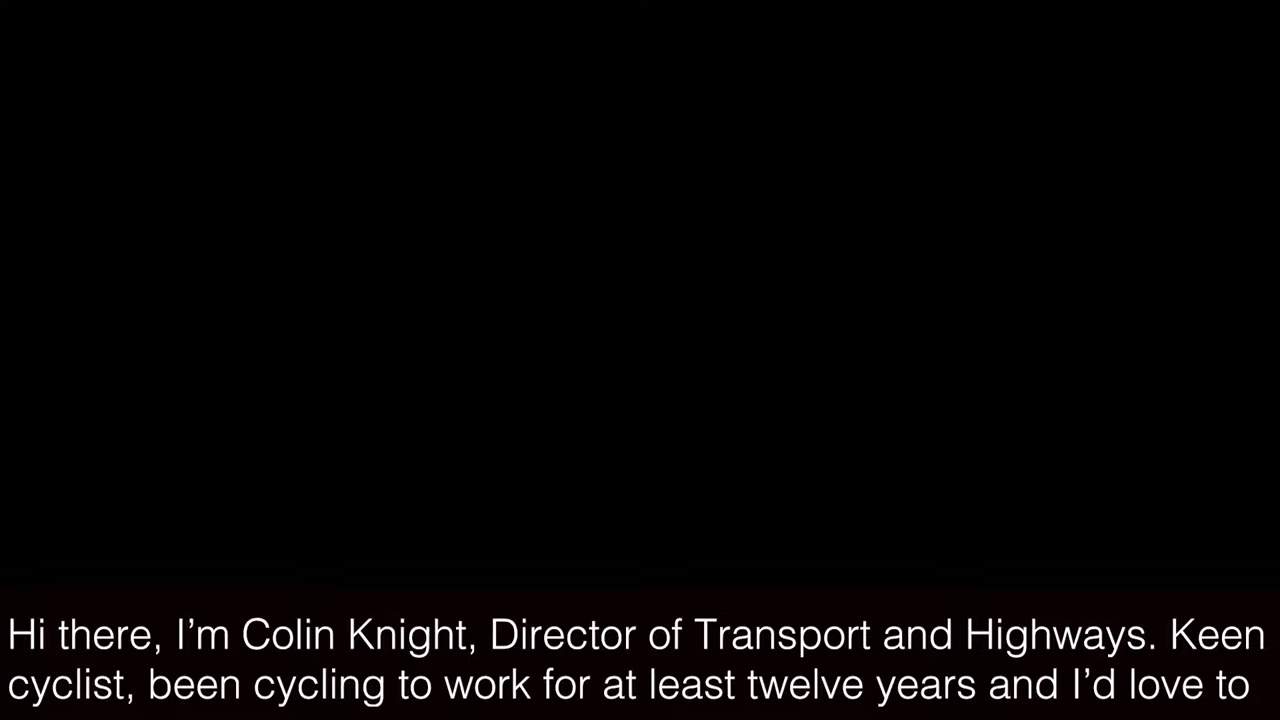 Hi there, I’m Colin Knight, Director of Transport and Highways. Keen
cyclist, been cycling to work for at least twelve years and I’d love to